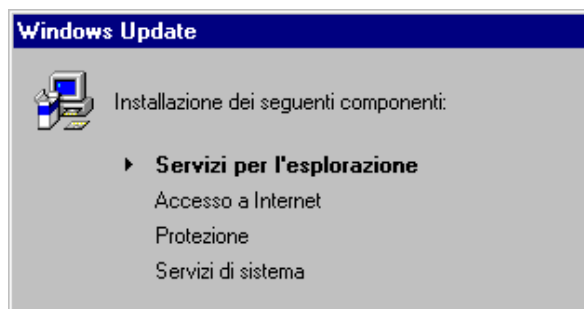 Windows Update
Installazione dei seguenti componenti:
Servizi per l'esplorazione
Accesso a Internet
Protezione
Servizi di sistema